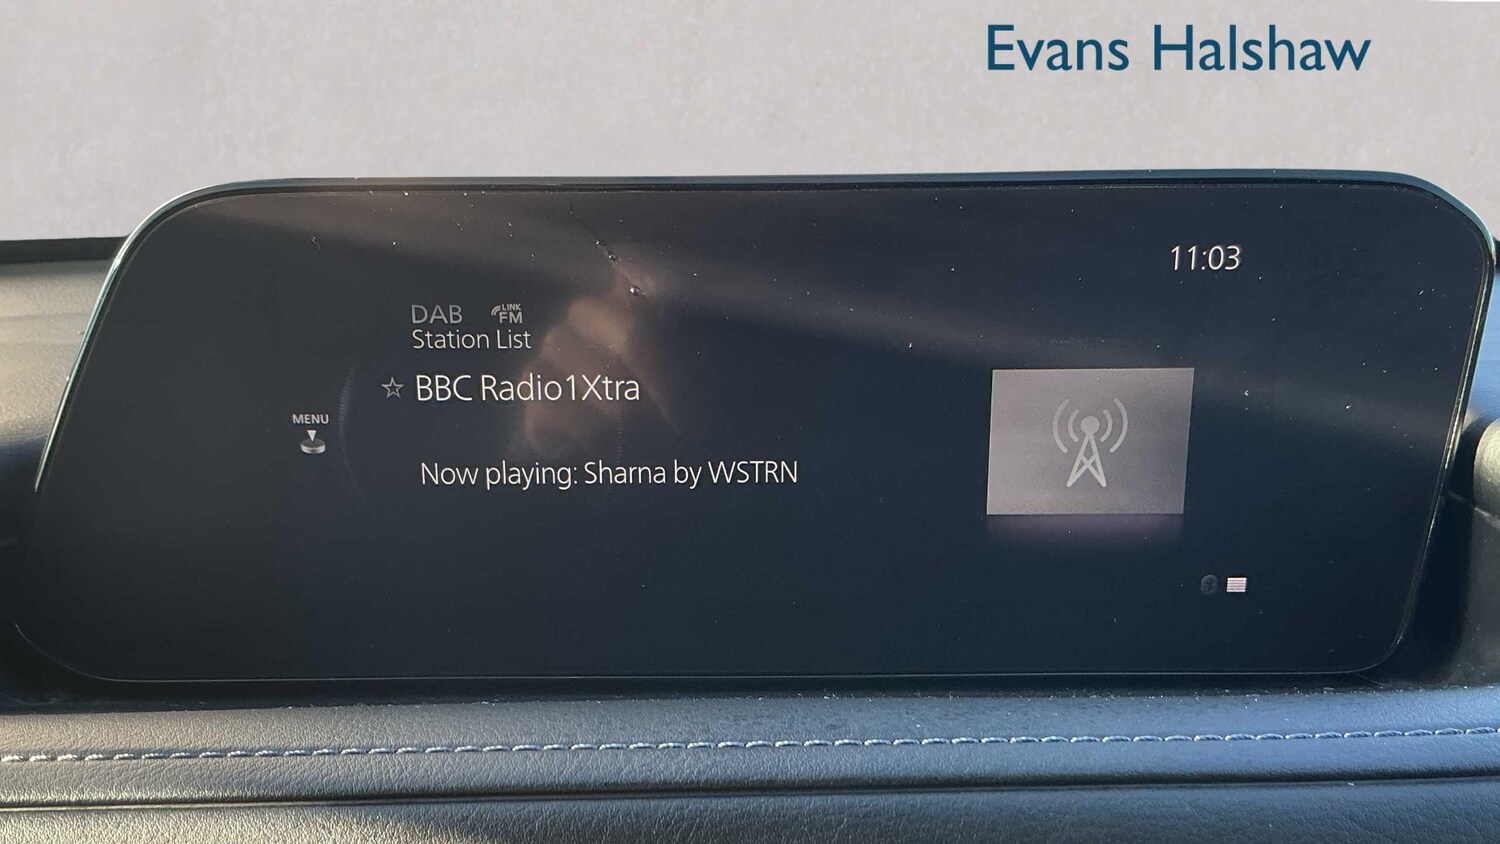 Evans Halshaw
11:03
DAB LINK FM
Station List
BBC Radio1Xtra
MENU
Now playing: Sharna by WSTRN